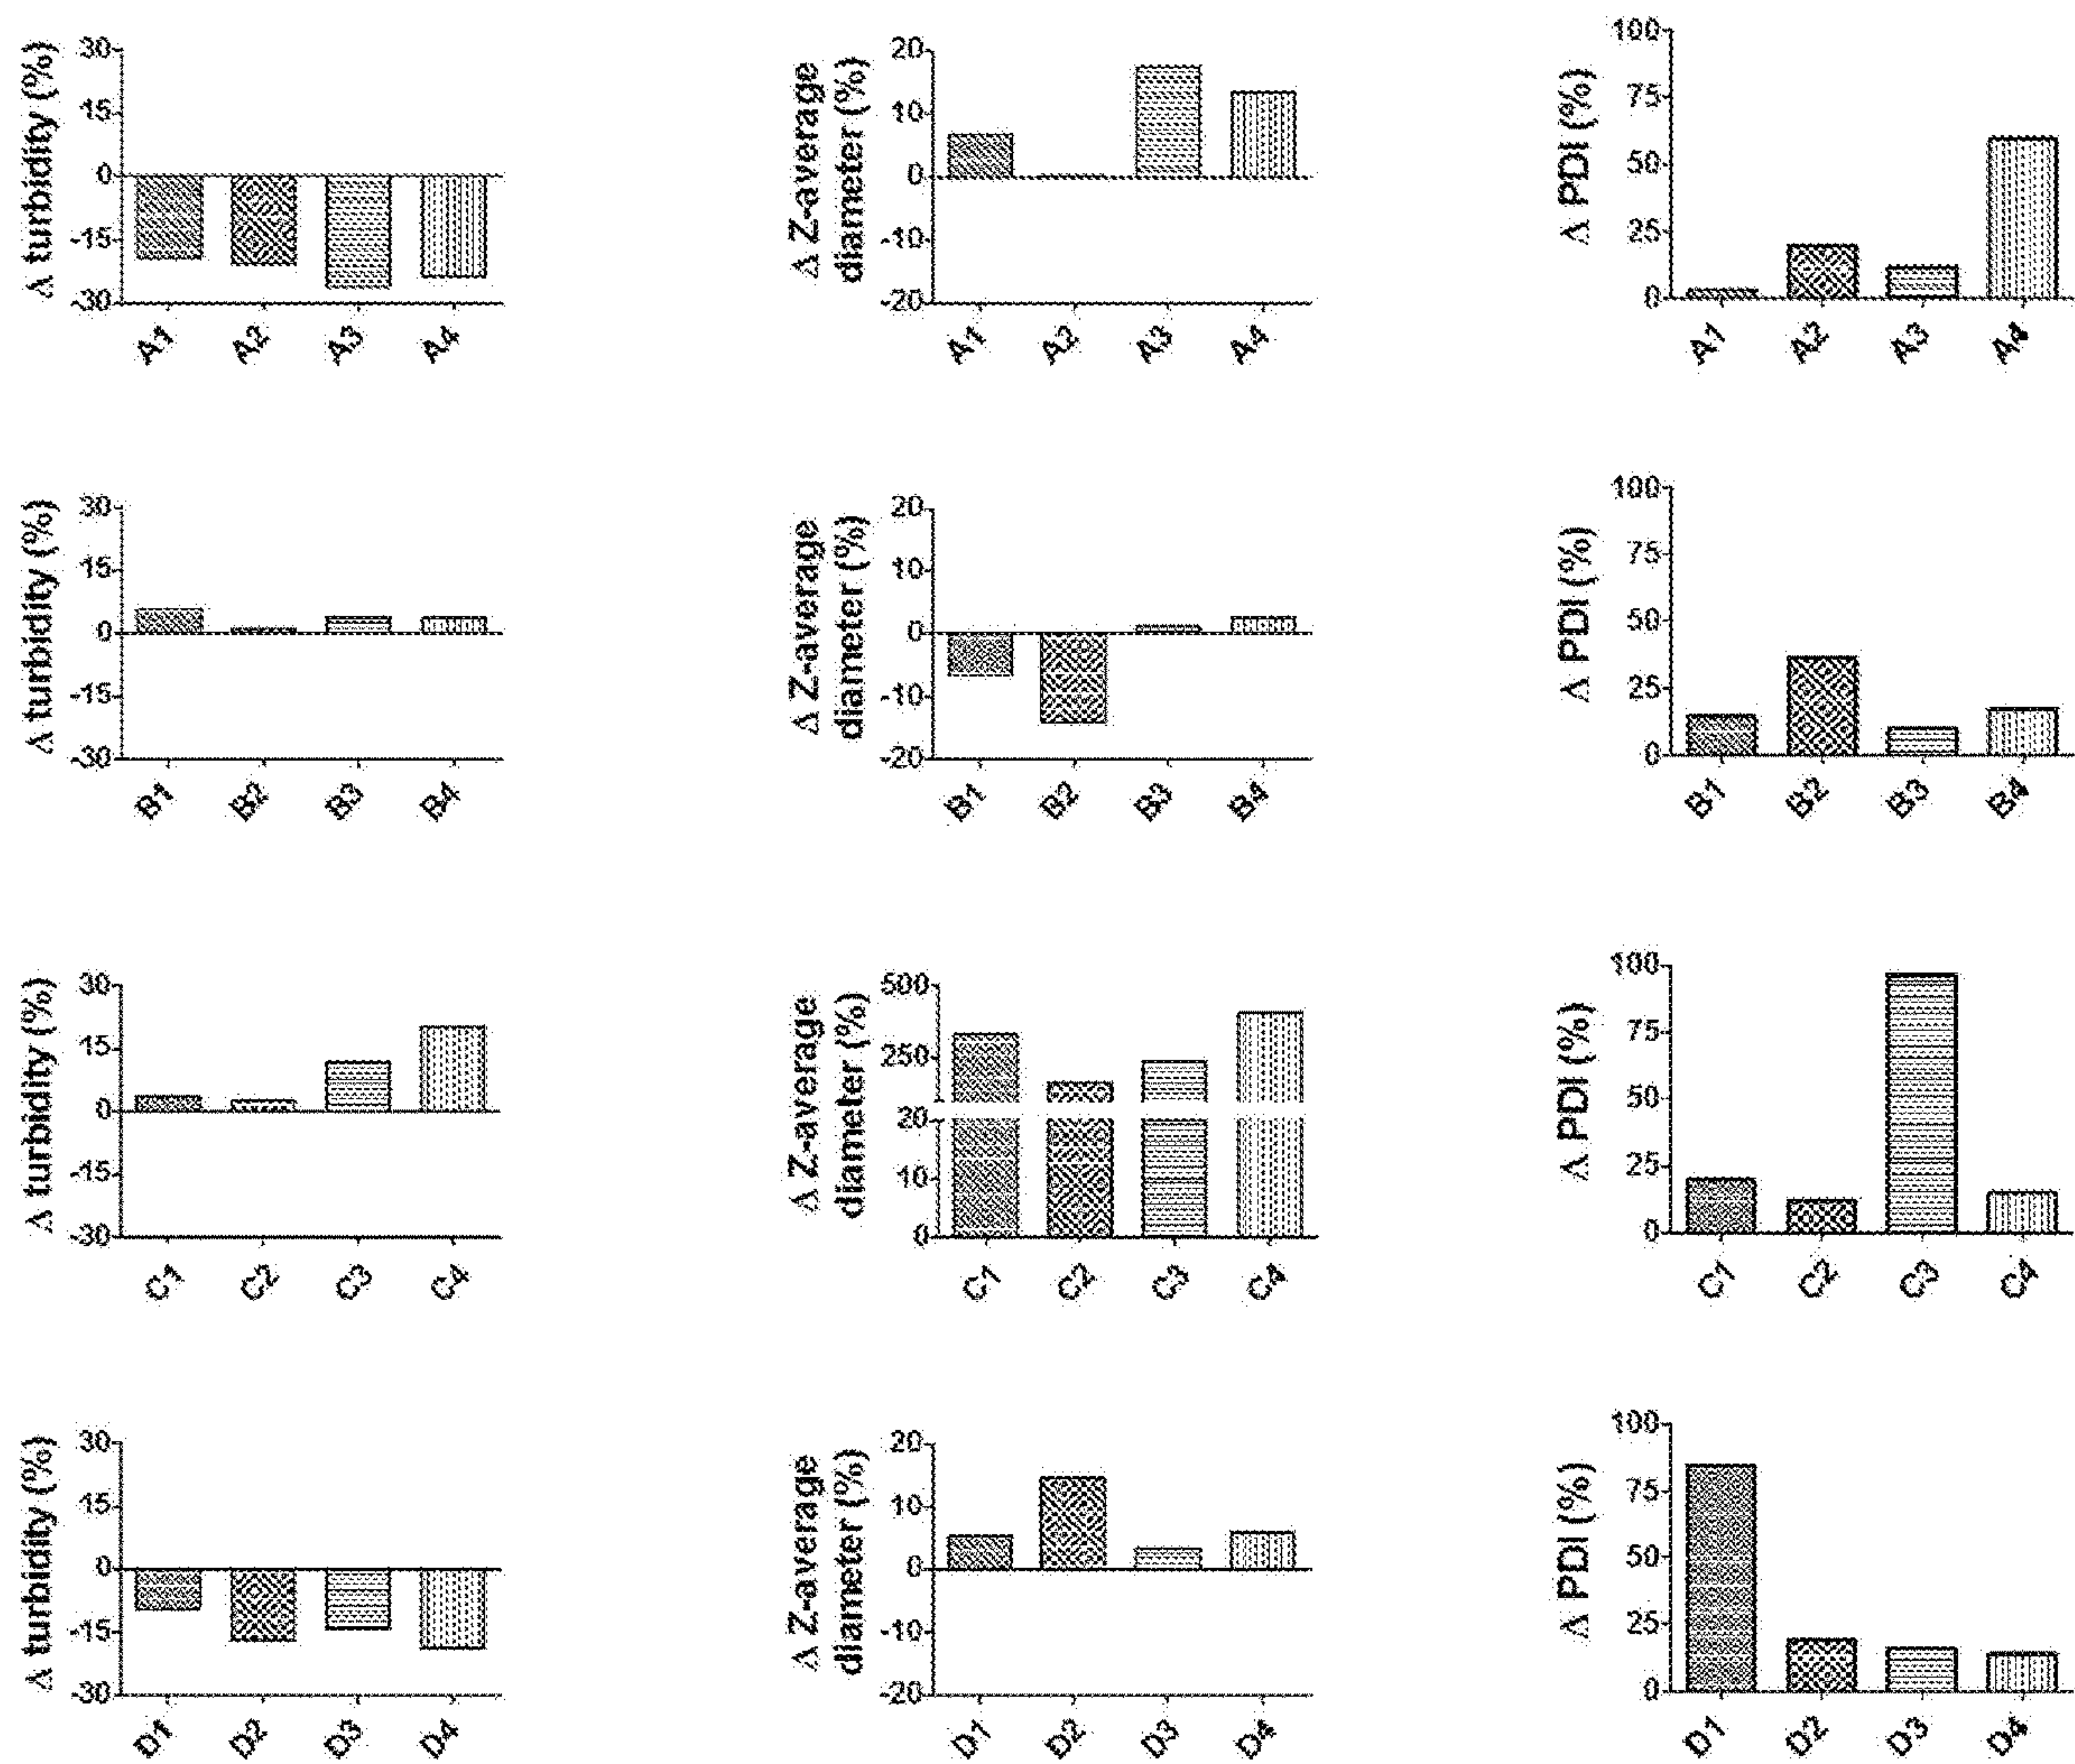 Δ turbidity (%)
30
15
0
-15
-30
A1 A2 A3 A4
Δ Z-average
diameter (%)
20
10
0
-10
-20
A1 A2 A3 A4
Δ PDI (%)
100
75
50
25
0
A1 A2 A3 A4
Δ turbidity (%)
30
15
0
-15
-30
B1 B2 B3 B4
Δ Z-average
diameter (%)
20
10
0
-10
-20
B1 B2 B3 B4
Δ PDI (%)
100
75
50
25
0
B1 B2 B3 B4
Δ turbidity (%)
30
15
0
-15
-30
C1 C2 C3 C4
Δ Z-average
diameter (%)
500
250
20
10
0
C1 C2 C3 C4
Δ PDI (%)
100
75
50
25
0
C1 C2 C3 C4
Δ turbidity (%)
30
15
0
-15
-30
D1 D2 D3 D4
Δ Z-average
diameter (%)
20
10
0
-10
-20
D1 D2 D3 D4
Δ PDI (%)
100
75
50
25
0
D1 D2 D3 D4